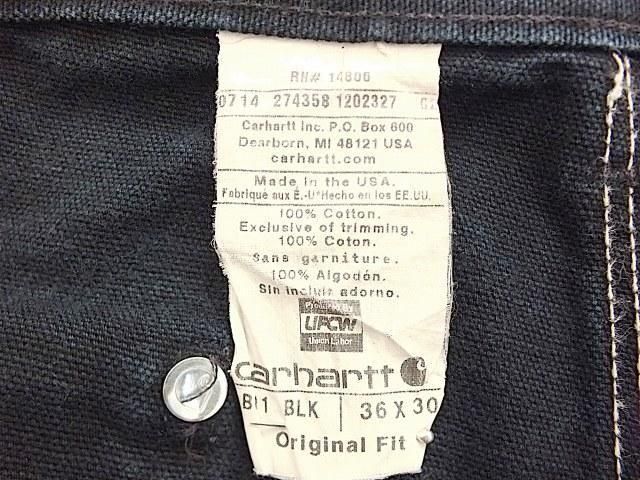 RN# 14806
0714 274358 1202327
Carhartt Inc. P.O. Box 600
Dearborn, MI 48121 USA
carhartt.com
Made in the USA.
Fabriqué aux É.-U*Hecho en los EE.UU.
100% Cotton.
Exclusive of trimming.
100% Coton.
Sans garniture.
100% Algodón.
Sin incluir adorno.
UFCW
Union Labor
carhartt
BLK 36 X 30
Original Fit